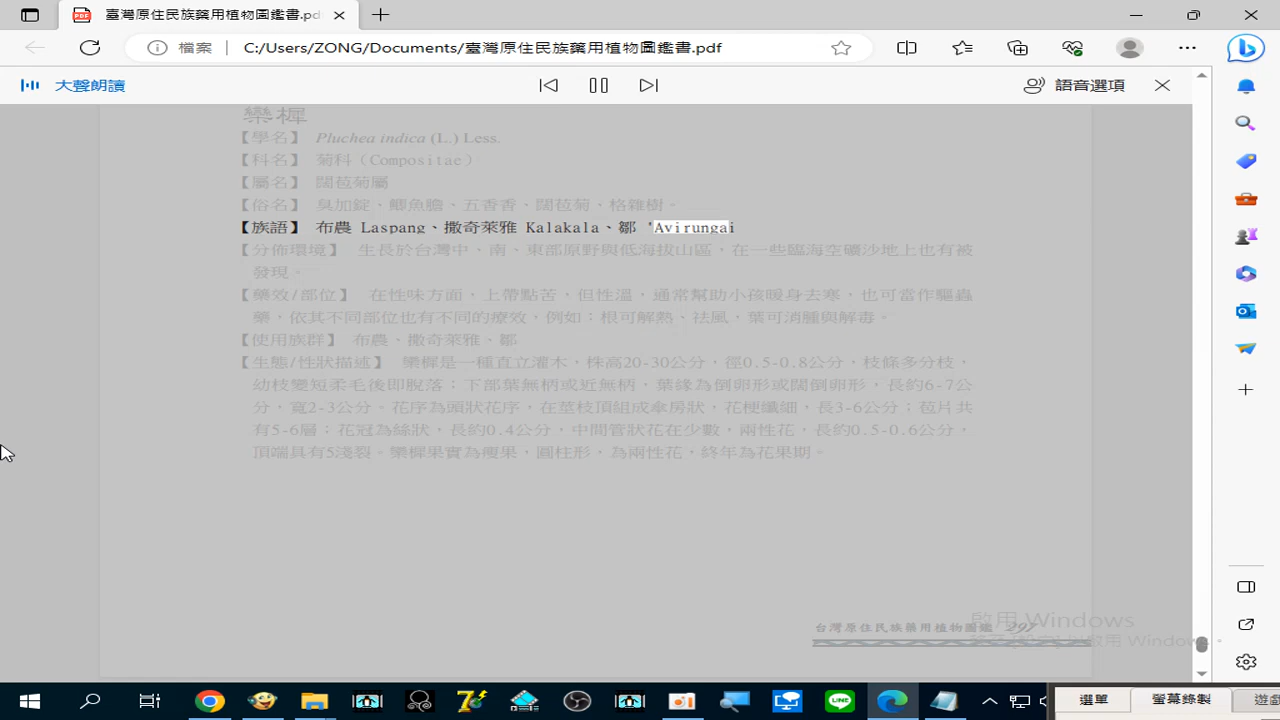 臺灣原住民族藥用植物圖鑑書.pdf
檔案 C:/Users/ZONG/Documents/臺灣原住民族藥用植物圖鑑書.pdf
大聲朗讀
語音選項
欒樨
【學名】 Pluchea indica (L.) Less.
【科名】 菊科（Compositae）
【屬名】 闊苞菊屬
【俗名】 臭加錠、鯽魚膽、五香香、闊苞菊、格雜樹。
【族語】 布農 Laspang、撒奇萊雅 Kalakala、鄒 'Avirungai
【分佈環境】 生長於台灣中、南、東部原野與低海拔山區，在一些臨海空礦沙地上也有被
發現。
【藥效/部位】 在性味方面，上帶點苦，但性溫，通常幫助小孩暖身去寒，也可當作驅蟲
藥，依其不同部位也有不同的療效，例如：根可解熱、祛風，葉可消腫與解毒。
【使用族群】 布農、撒奇萊雅、鄒
【生態/性狀描述】 欒樨是一種直立灌木，株高20-30公分，徑0.5-0.8公分，枝條多分枝，
幼枝變短柔毛後即脫落；下部葉無柄或近無柄，葉緣為倒卵形或闊倒卵形，長約6-7公
分，寬2-3公分。花序為頭狀花序，在莖枝頂組成傘房狀，花梗纖細，長3-6公分；苞片共
有5-6層；花冠為絲狀，長約0.4公分，中間管狀花在少數，兩性花，長約0.5-0.6公分，
頂端具有5淺裂。欒樨果實為瘦果，圓柱形，為兩性花，終年為花果期。
啟用 Windows
台灣原住民族藥用植物圖鑑 297
選單
螢幕錄製